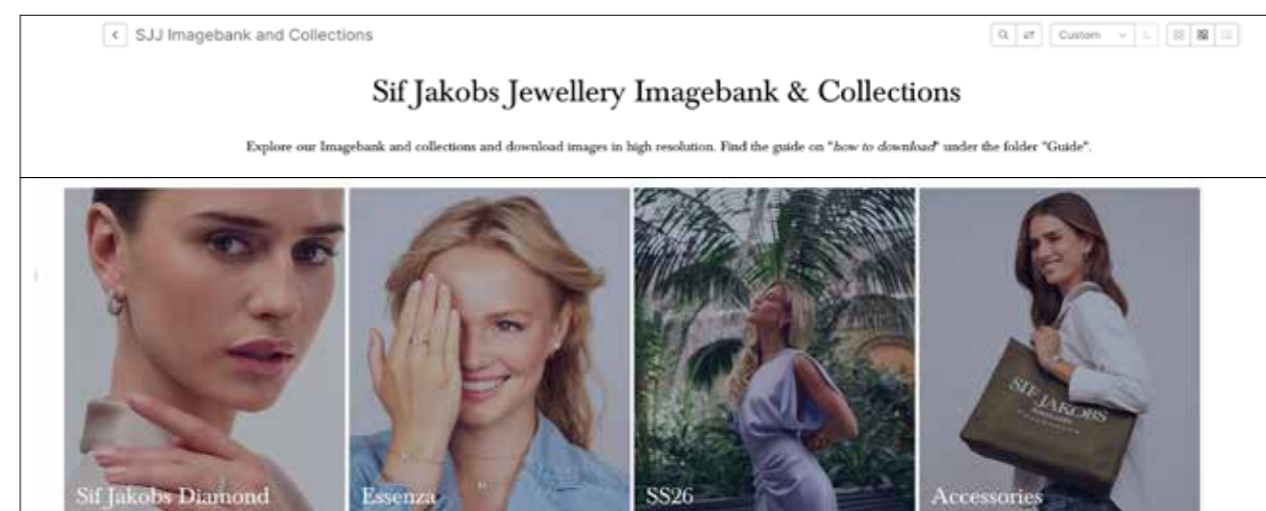 SJJ Imagebank and Collections
Custom
Sif Jakobs Jewellery Imagebank & Collections
Explore our Imagebank and collections and download images in high resolution. Find the guide on "how to download" under the folder "Guide".
Sif Jakobs Diamond
Essenza
SS26
SIF JAKOBS
Accessories